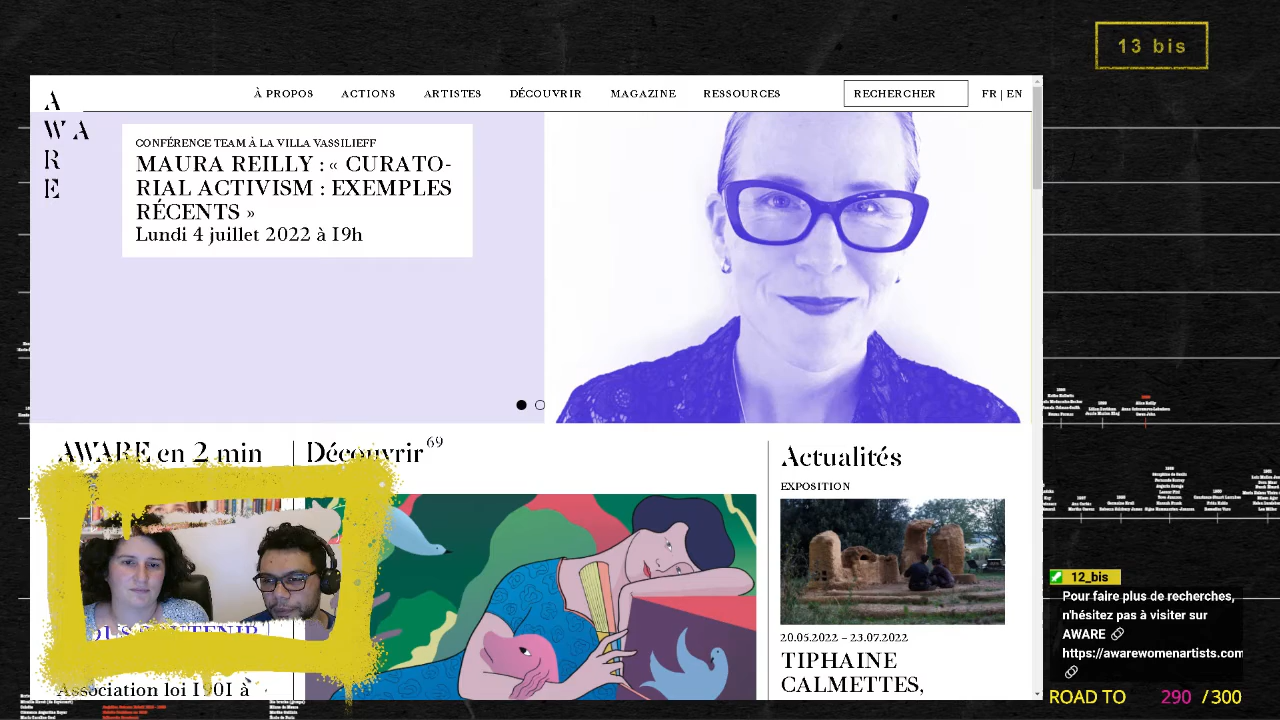 13 bis
A
WA
R
E
À PROPOS ACTIONS ARTISTES DÉCOUVRIR MAGAZINE RESSOURCES RECHERCHER FR | EN
CONFÉRENCE TEAM À LA VILLA VASSILIEFF
MAURA REILLY : « CURATO-
RIAL ACTIVISM : EXEMPLES
RÉCENTS »
Lundi 4 juillet 2022 à 19h
AWARE en 2 min
Découvrir 69
Actualités
EXPOSITION
20.05.2022 – 23.07.2022
TIPHAINE
CALMETTES,
OUS SOUTENIR
Association loi 1901 à
12_bis
Pour faire plus de recherches,
n'hésitez pas à visiter sur
AWARE
https://awarewomenartists.com
ROAD TO 290 / 300